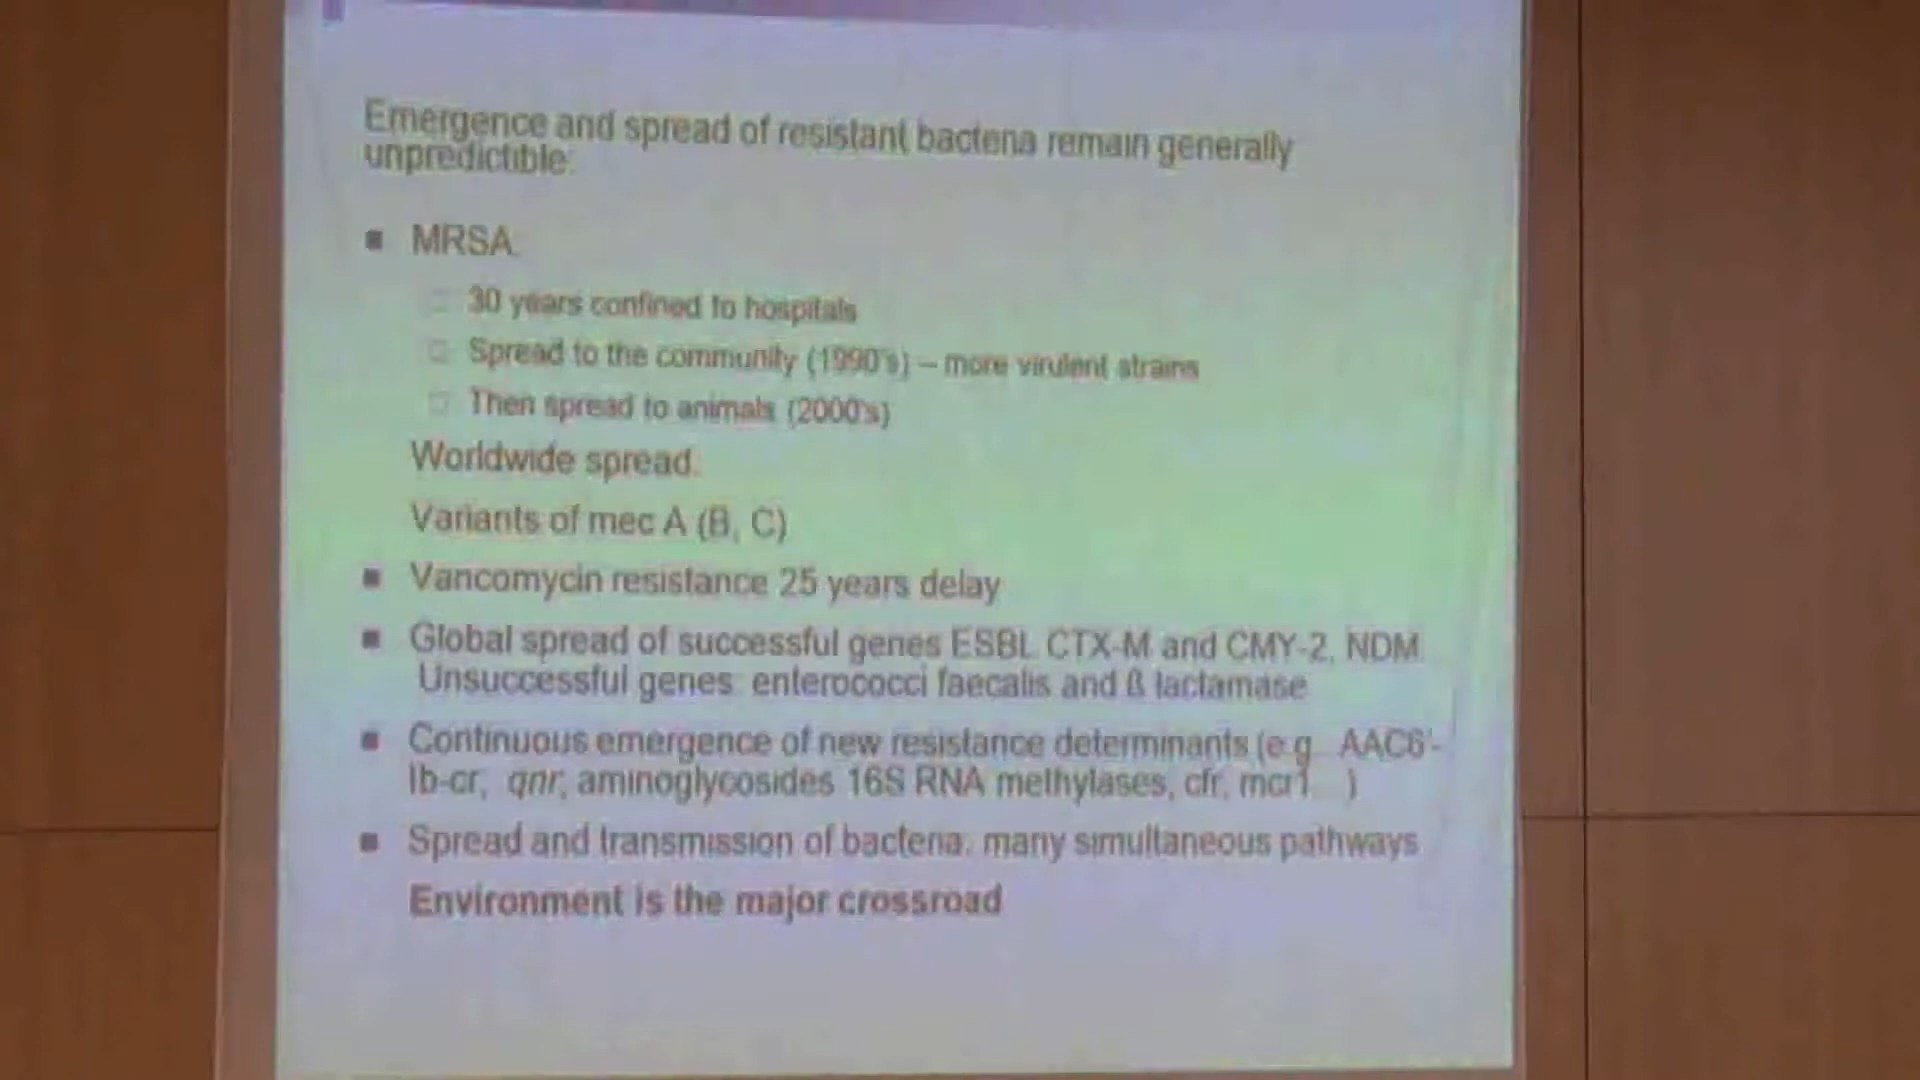 Emergence and spread of resistant bacteria remain generally
unpredictible:
MRSA:
30 years confined to hospitals
Spread to the community (1990's) – more virulent strains
Then spread to animals (2000's)
Worldwide spread.
Variants of mec A (B, C)
Vancomycin resistance 25 years delay
Global spread of successful genes ESBL CTX-M and CMY-2, NDM
Unsuccessful genes: enterococci faecalis and ß lactamase
Continuous emergence of new resistance determinants (e.g. AAC6'-
Ib-cr, qnr, aminoglycosides 16S RNA methylases, cfr, mcr1...)
Spread and transmission of bacteria: many simultaneous pathways
Environment is the major crossroad